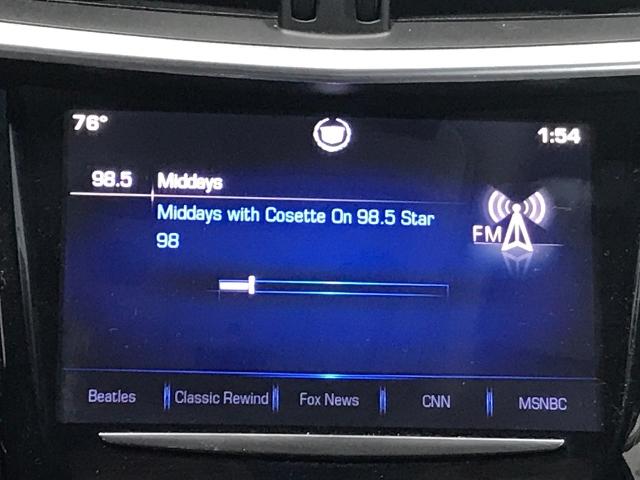 76° 1:54
98.5 Middays
Middays with Cosette On 98.5 Star
98
FM
Beatles Classic Rewind Fox News CNN MSNBC